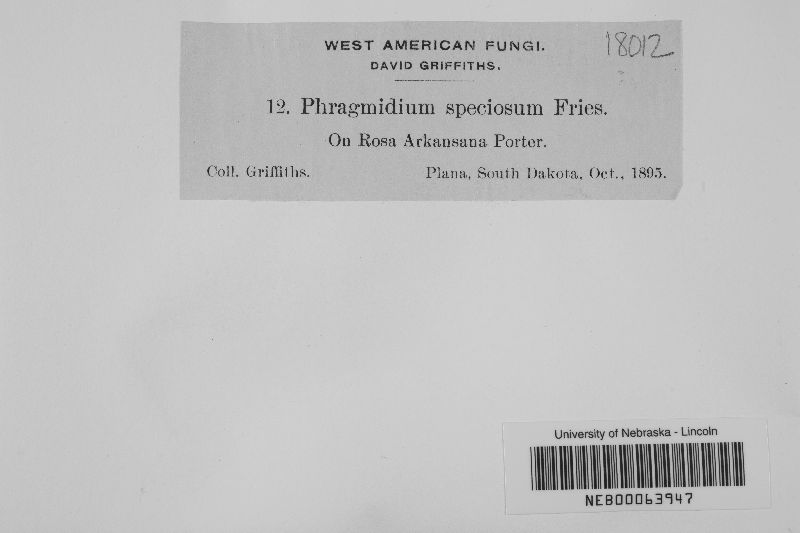 WEST AMERICAN FUNGI.
18012
DAVID GRIFFITHS.
12. Phragmidium speciosum Fries.
On Rosa Arkansana Porter.
Coll. Griffiths. Plana, South Dakota, Oct., 1895.
University of Nebraska - Lincoln
NEB00063947